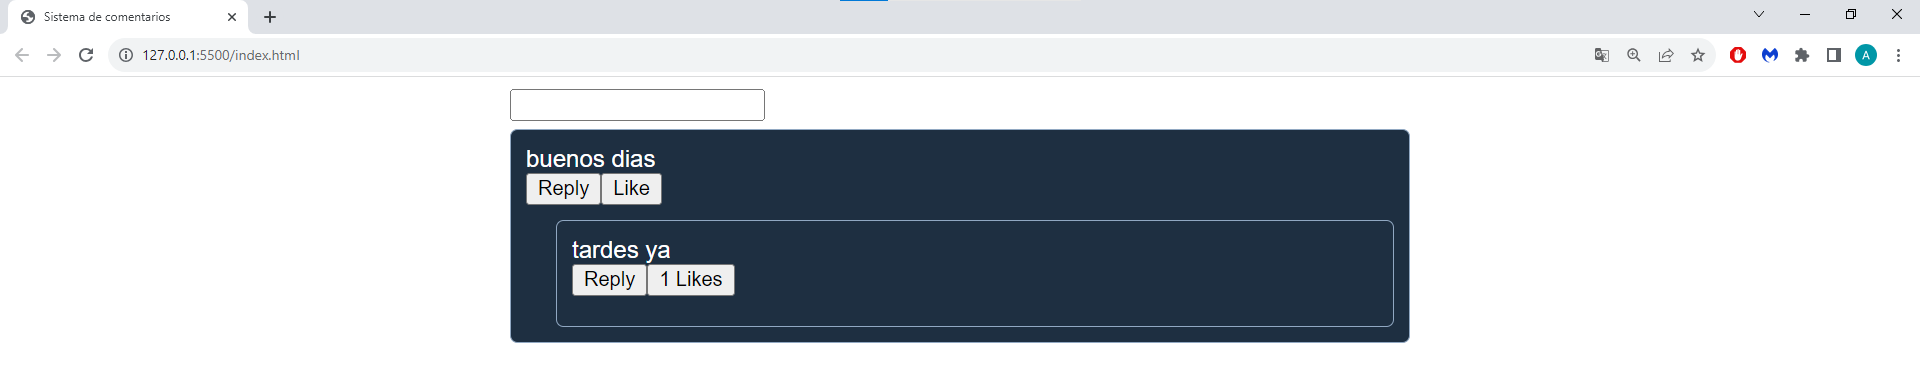 Sistema de comentarios
127.0.0.1:5500/index.html
A
buenos dias
Reply Like
tardes ya
Reply 1 Likes